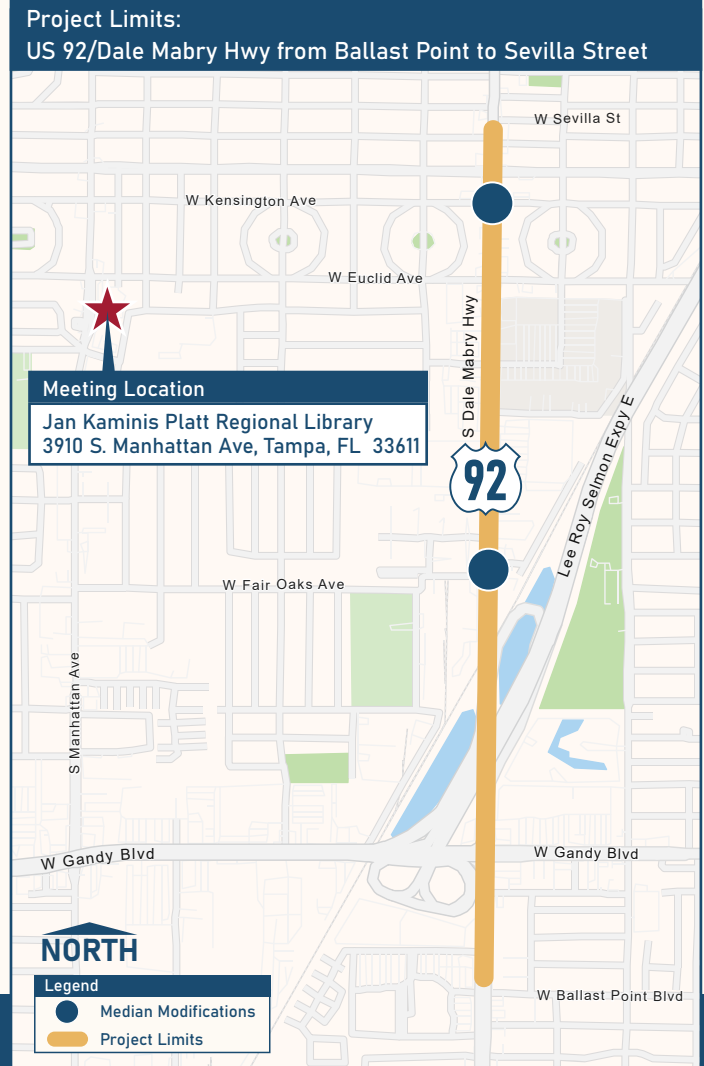 Project Limits:
US 92/Dale Mabry Hwy from Ballast Point to Sevilla Street
W Sevilla St
W Kensington Ave
W Euclid Ave
S Dale Mabry Hwy
Meeting Location
Jan Kaminis Platt Regional Library
3910 S. Manhattan Ave, Tampa, FL 33611
92
Lee Roy Selmon Expy E
W Fair Oaks Ave
S Manhattan Ave
W Gandy Blvd
W Gandy Blvd
NORTH
Legend
Median Modifications
Project Limits
W Ballast Point Blvd